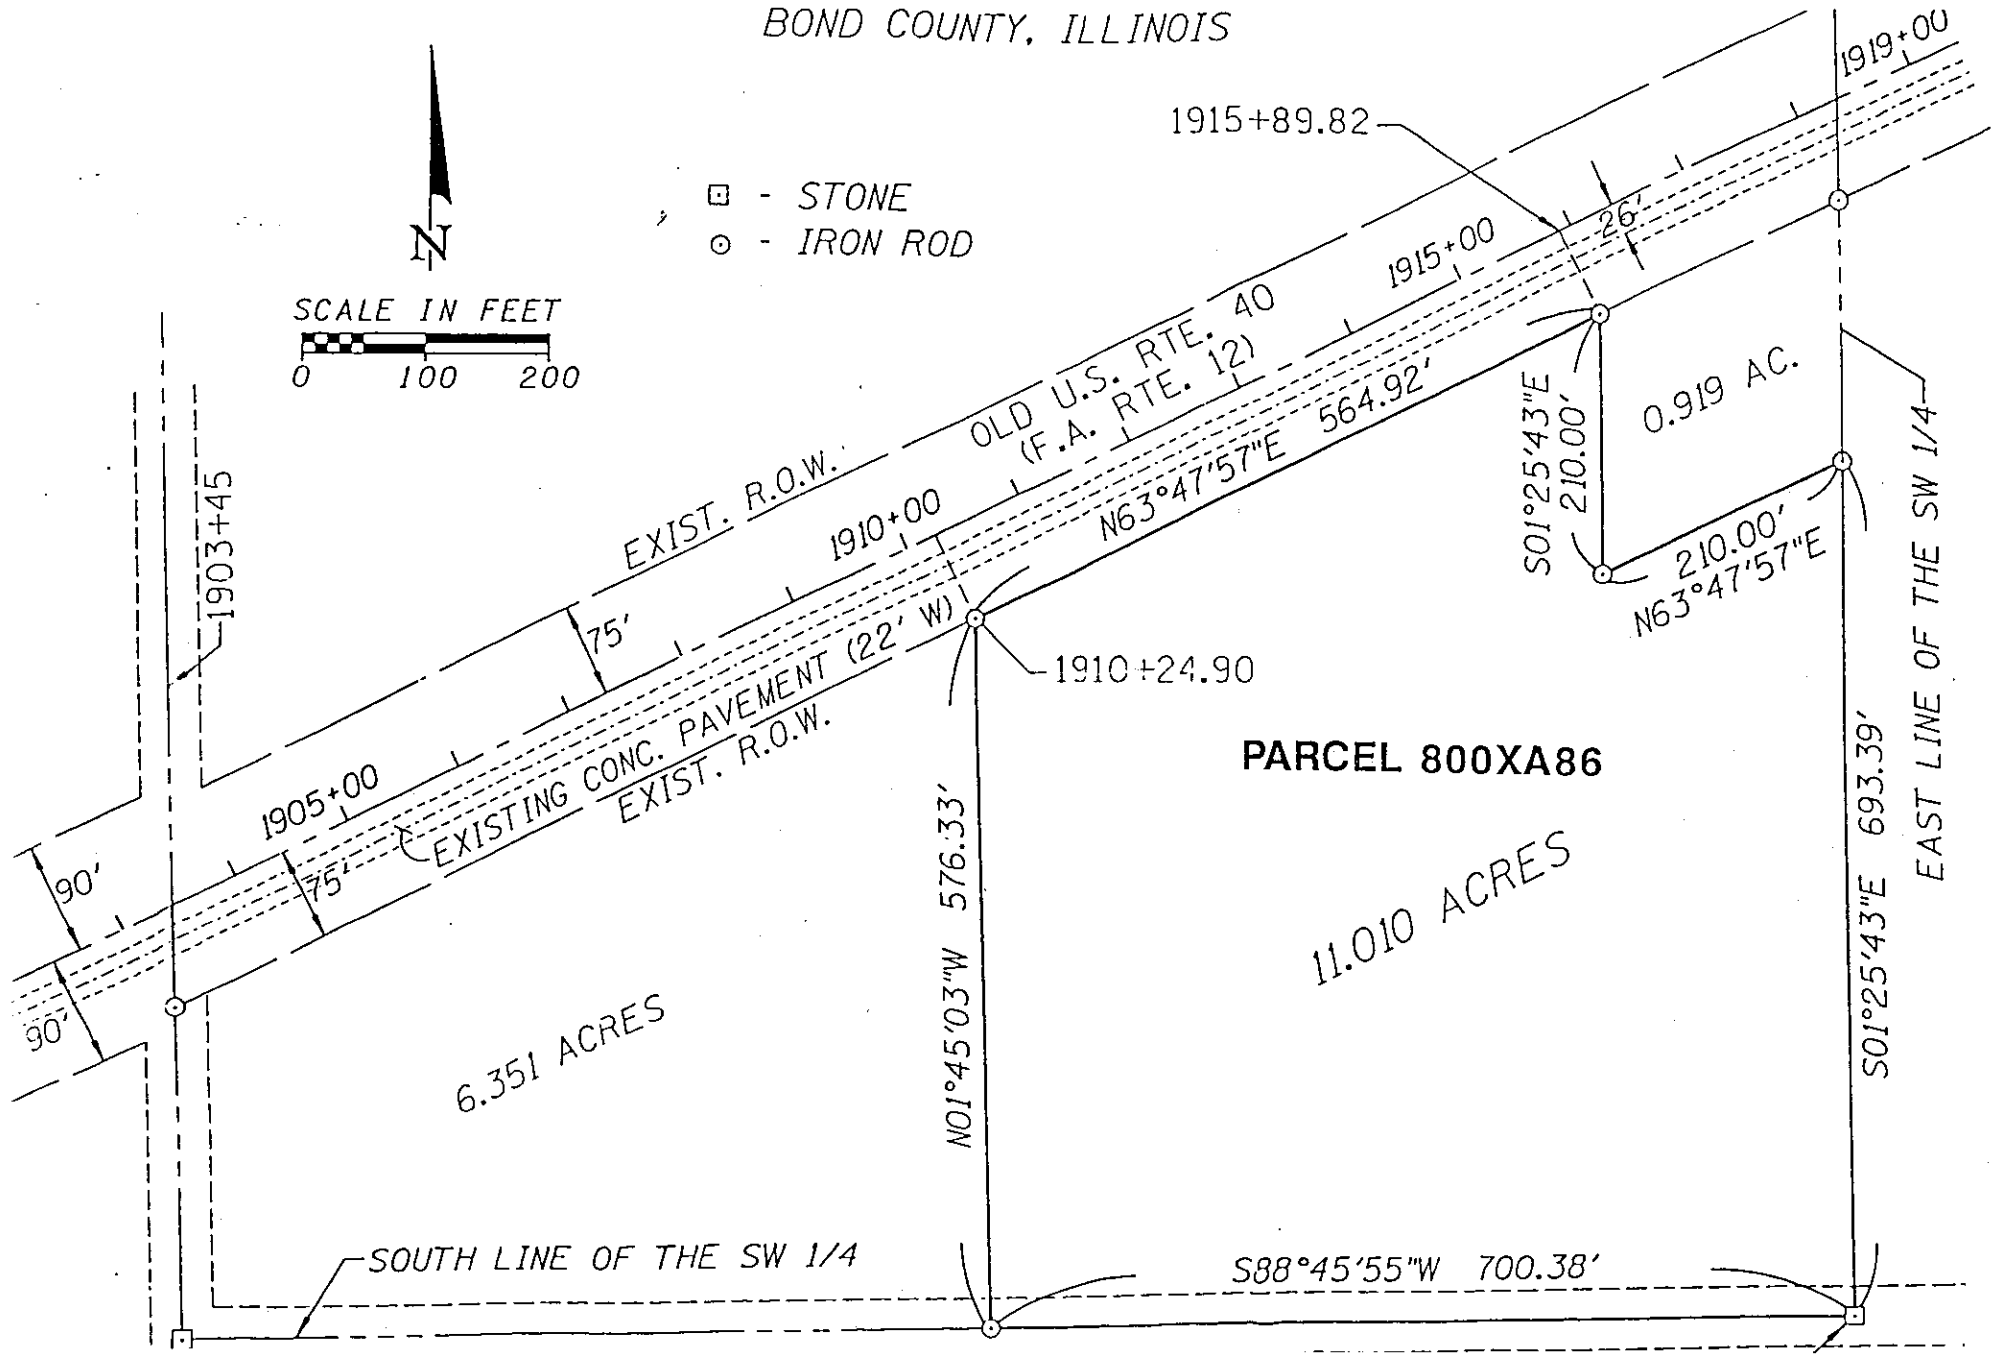 BOND COUNTY, ILLINOIS
1919+00
1915+89.82
□ - STONE
⊙ - IRON ROD
N
26'
1915+00
SCALE IN FEET
0 100 200
OLD U.S. RTE. 40
(F.A. RTE. 12)
564.92'
N63°47'57"E
S01°25'43"E
210.00'
0.919 AC.
EAST LINE OF THE SW 1/4
EXIST. R.O.W.
1903+45
1910+00
210.00'
N63°47'57"E
75'
1910+24.90
EXISTING CONC. PAVEMENT (22' W)
EXIST. R.O.W.
PARCEL 800XA86
1905+00
S01°25'43"E 693.39'
90'
75'
N01°45'03"W 576.33'
11.010 ACRES
90'
6.351 ACRES
SOUTH LINE OF THE SW 1/4
S88°45'55"W 700.38'